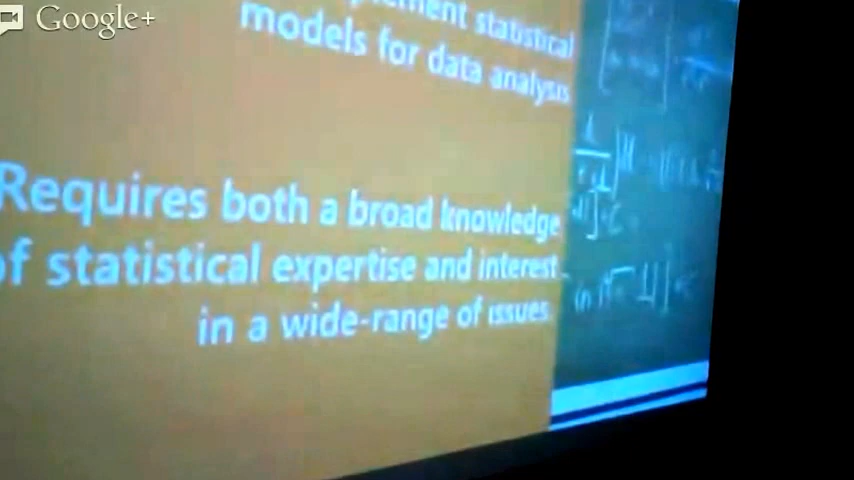 Google+
statistical
models for data analysis
Requires both a broad knowledge
of statistical expertise and interest
in a wide-range of issues.